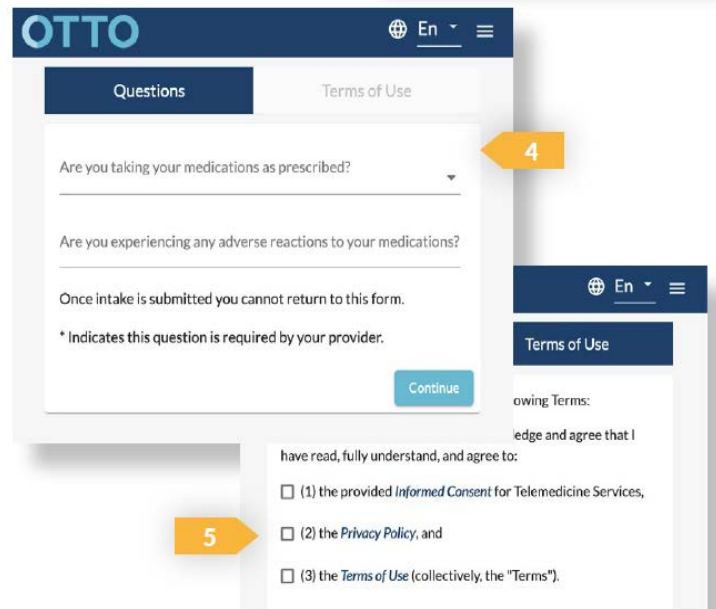 OTTO
En
Questions
Terms of Use
4
Are you taking your medications as prescribed?
Are you experiencing any adverse reactions to your medications?
Once intake is submitted you cannot return to this form.
* Indicates this question is required by your provider.
Continue
En
Terms of Use
owing Terms:
edge and agree that I
have read, fully understand, and agree to:
(1) the provided Informed Consent for Telemedicine Services,
5
(2) the Privacy Policy, and
(3) the Terms of Use (collectively, the "Terms").